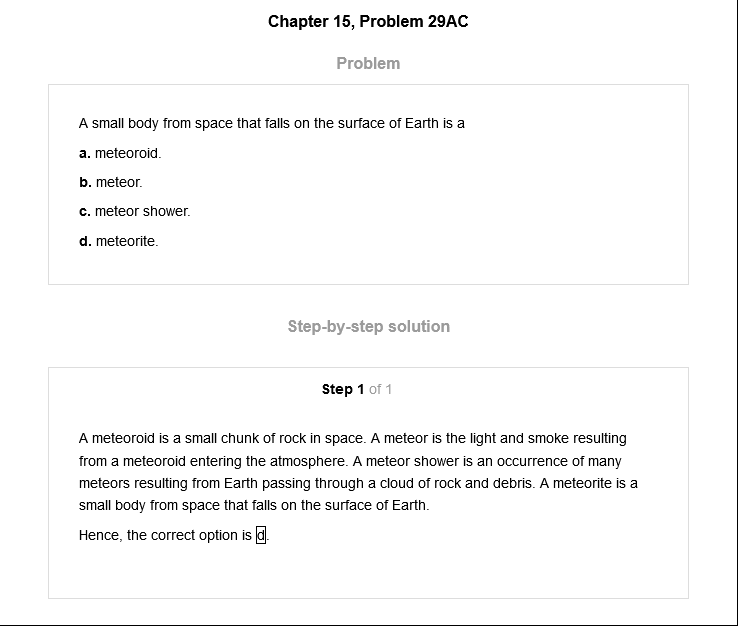 Chapter 15, Problem 29AC
Problem
A small body from space that falls on the surface of Earth is a
a. meteoroid.
b. meteor.
c. meteor shower.
d. meteorite.
Step-by-step solution
Step 1 of 1
A meteoroid is a small chunk of rock in space. A meteor is the light and smoke resulting
from a meteoroid entering the atmosphere. A meteor shower is an occurrence of many
meteors resulting from Earth passing through a cloud of rock and debris. A meteorite is a
small body from space that falls on the surface of Earth.
Hence, the correct option is d.